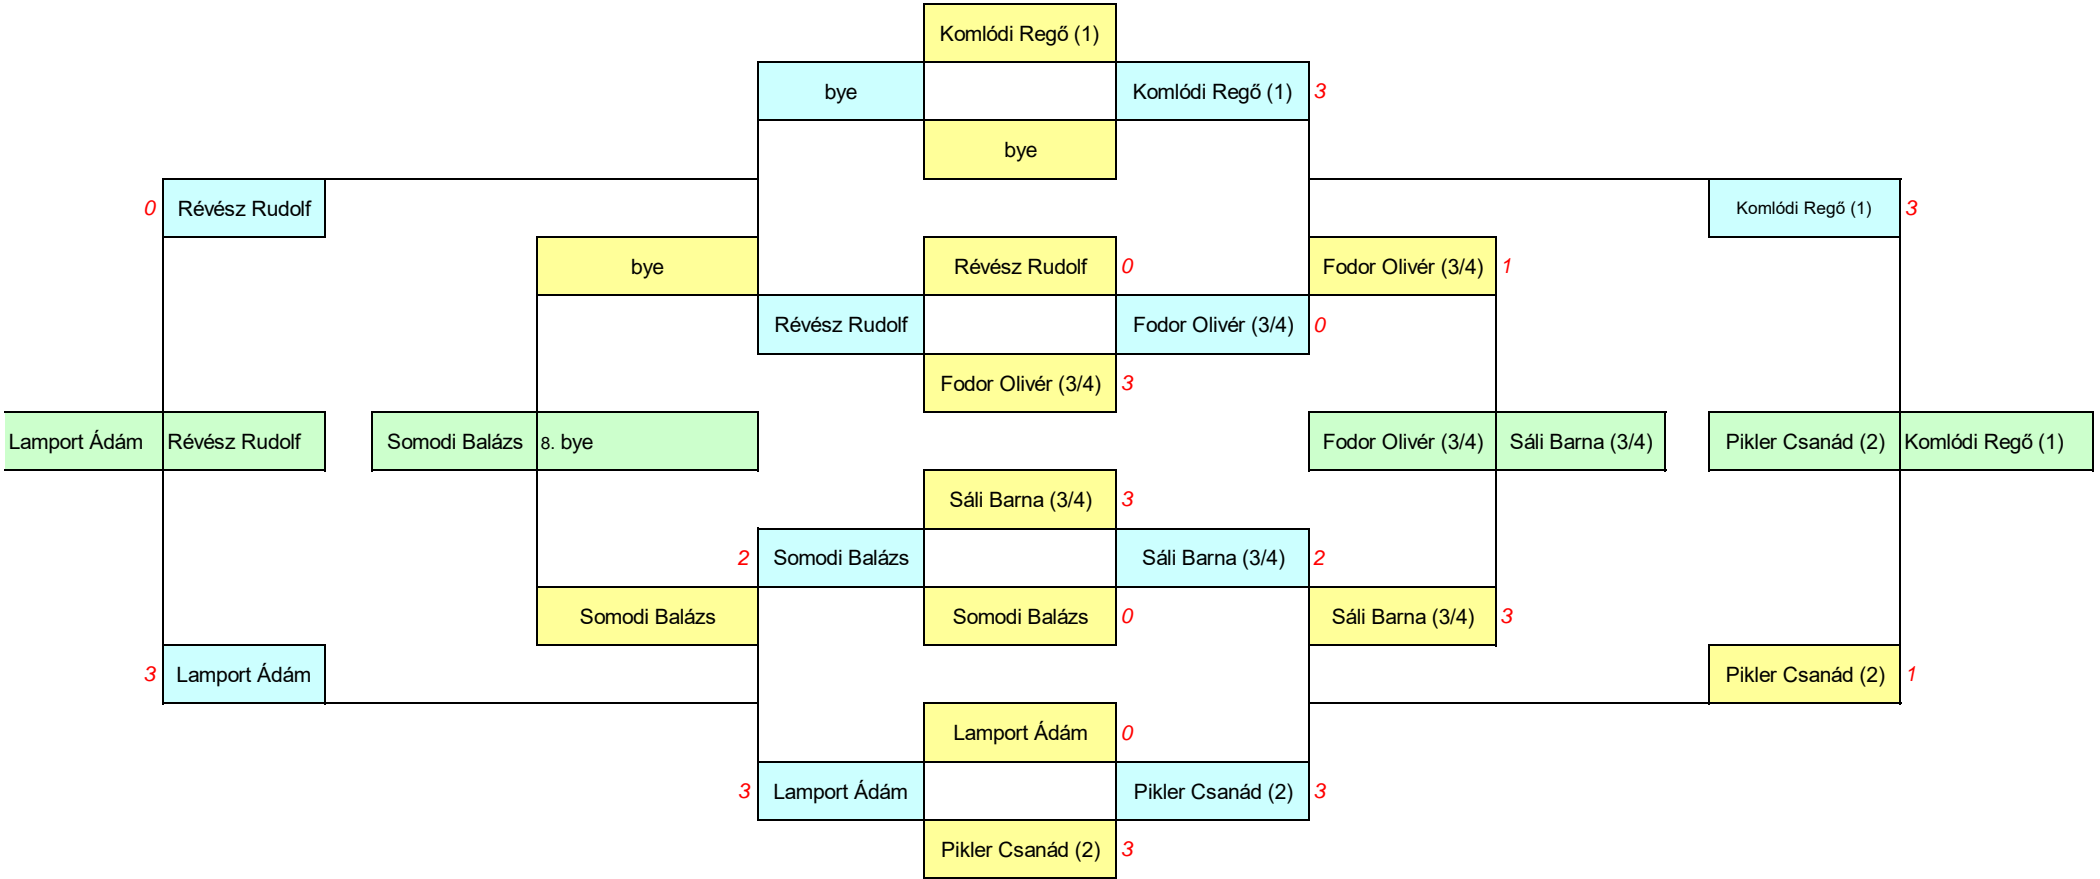 Komlódi Regő (1)
bye Komlódi Regő (1) 3
bye
0 Révész Rudolf Komlódi Regő (1) 3
bye Révész Rudolf 0 Fodor Olivér (3/4) 1
Révész Rudolf Fodor Olivér (3/4) 0
Fodor Olivér (3/4) 3
Lamport Ádám Révész Rudolf Somodi Balázs 8. bye Fodor Olivér (3/4) Sáli Barna (3/4) Pikler Csanád (2) Komlódi Regő (1)
Sáli Barna (3/4) 3
2 Somodi Balázs Sáli Barna (3/4) 2
Somodi Balázs Somodi Balázs 0 Sáli Barna (3/4) 3
3 Lamport Ádám Pikler Csanád (2) 1
Lamport Ádám 0
3 Lamport Ádám Pikler Csanád (2) 3
Pikler Csanád (2) 3